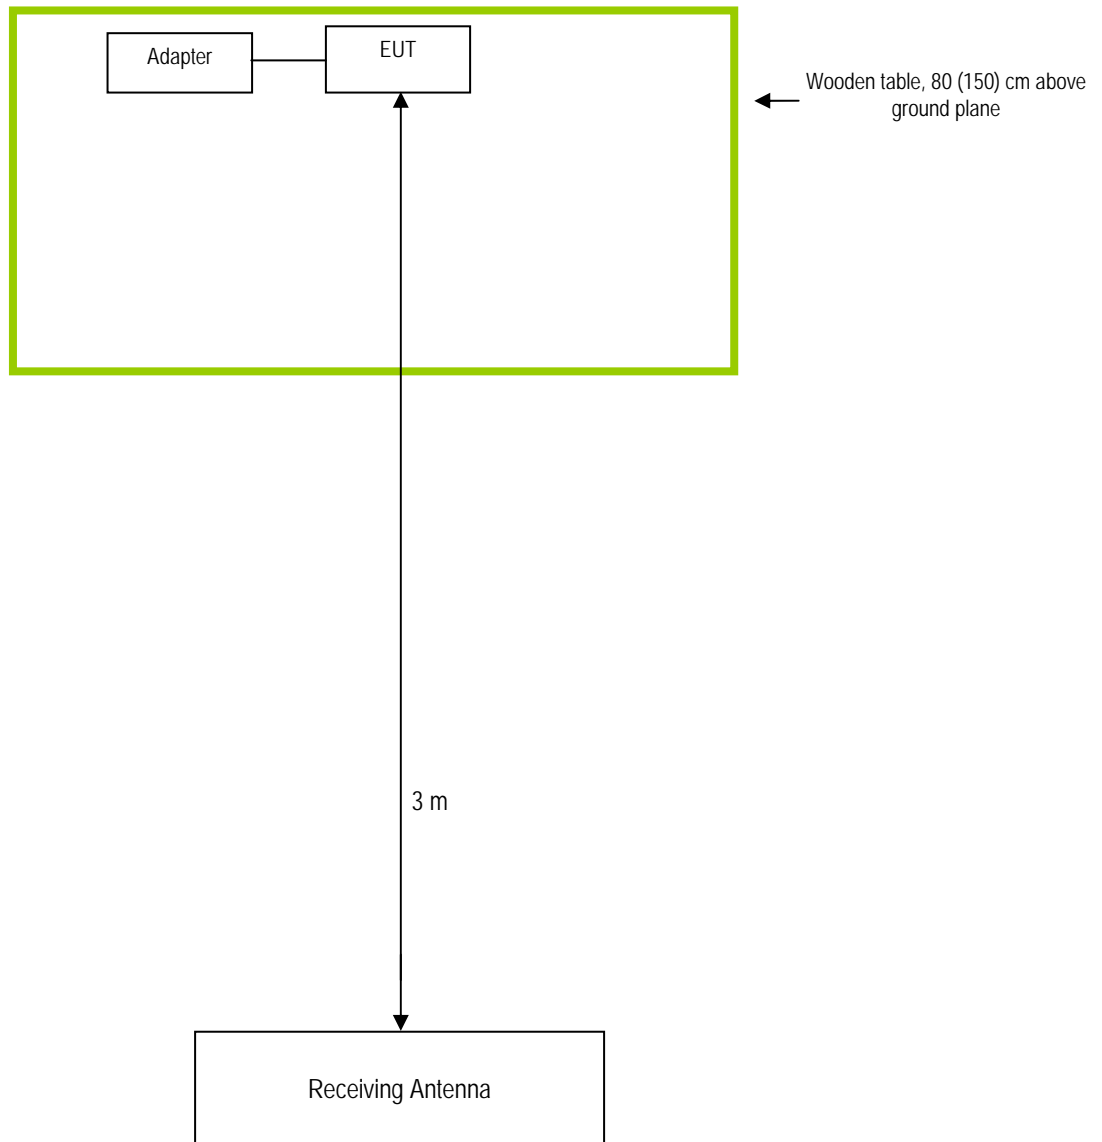 Adapter
EUT
Wooden table, 80 (150) cm above
ground plane
3 m
Receiving Antenna